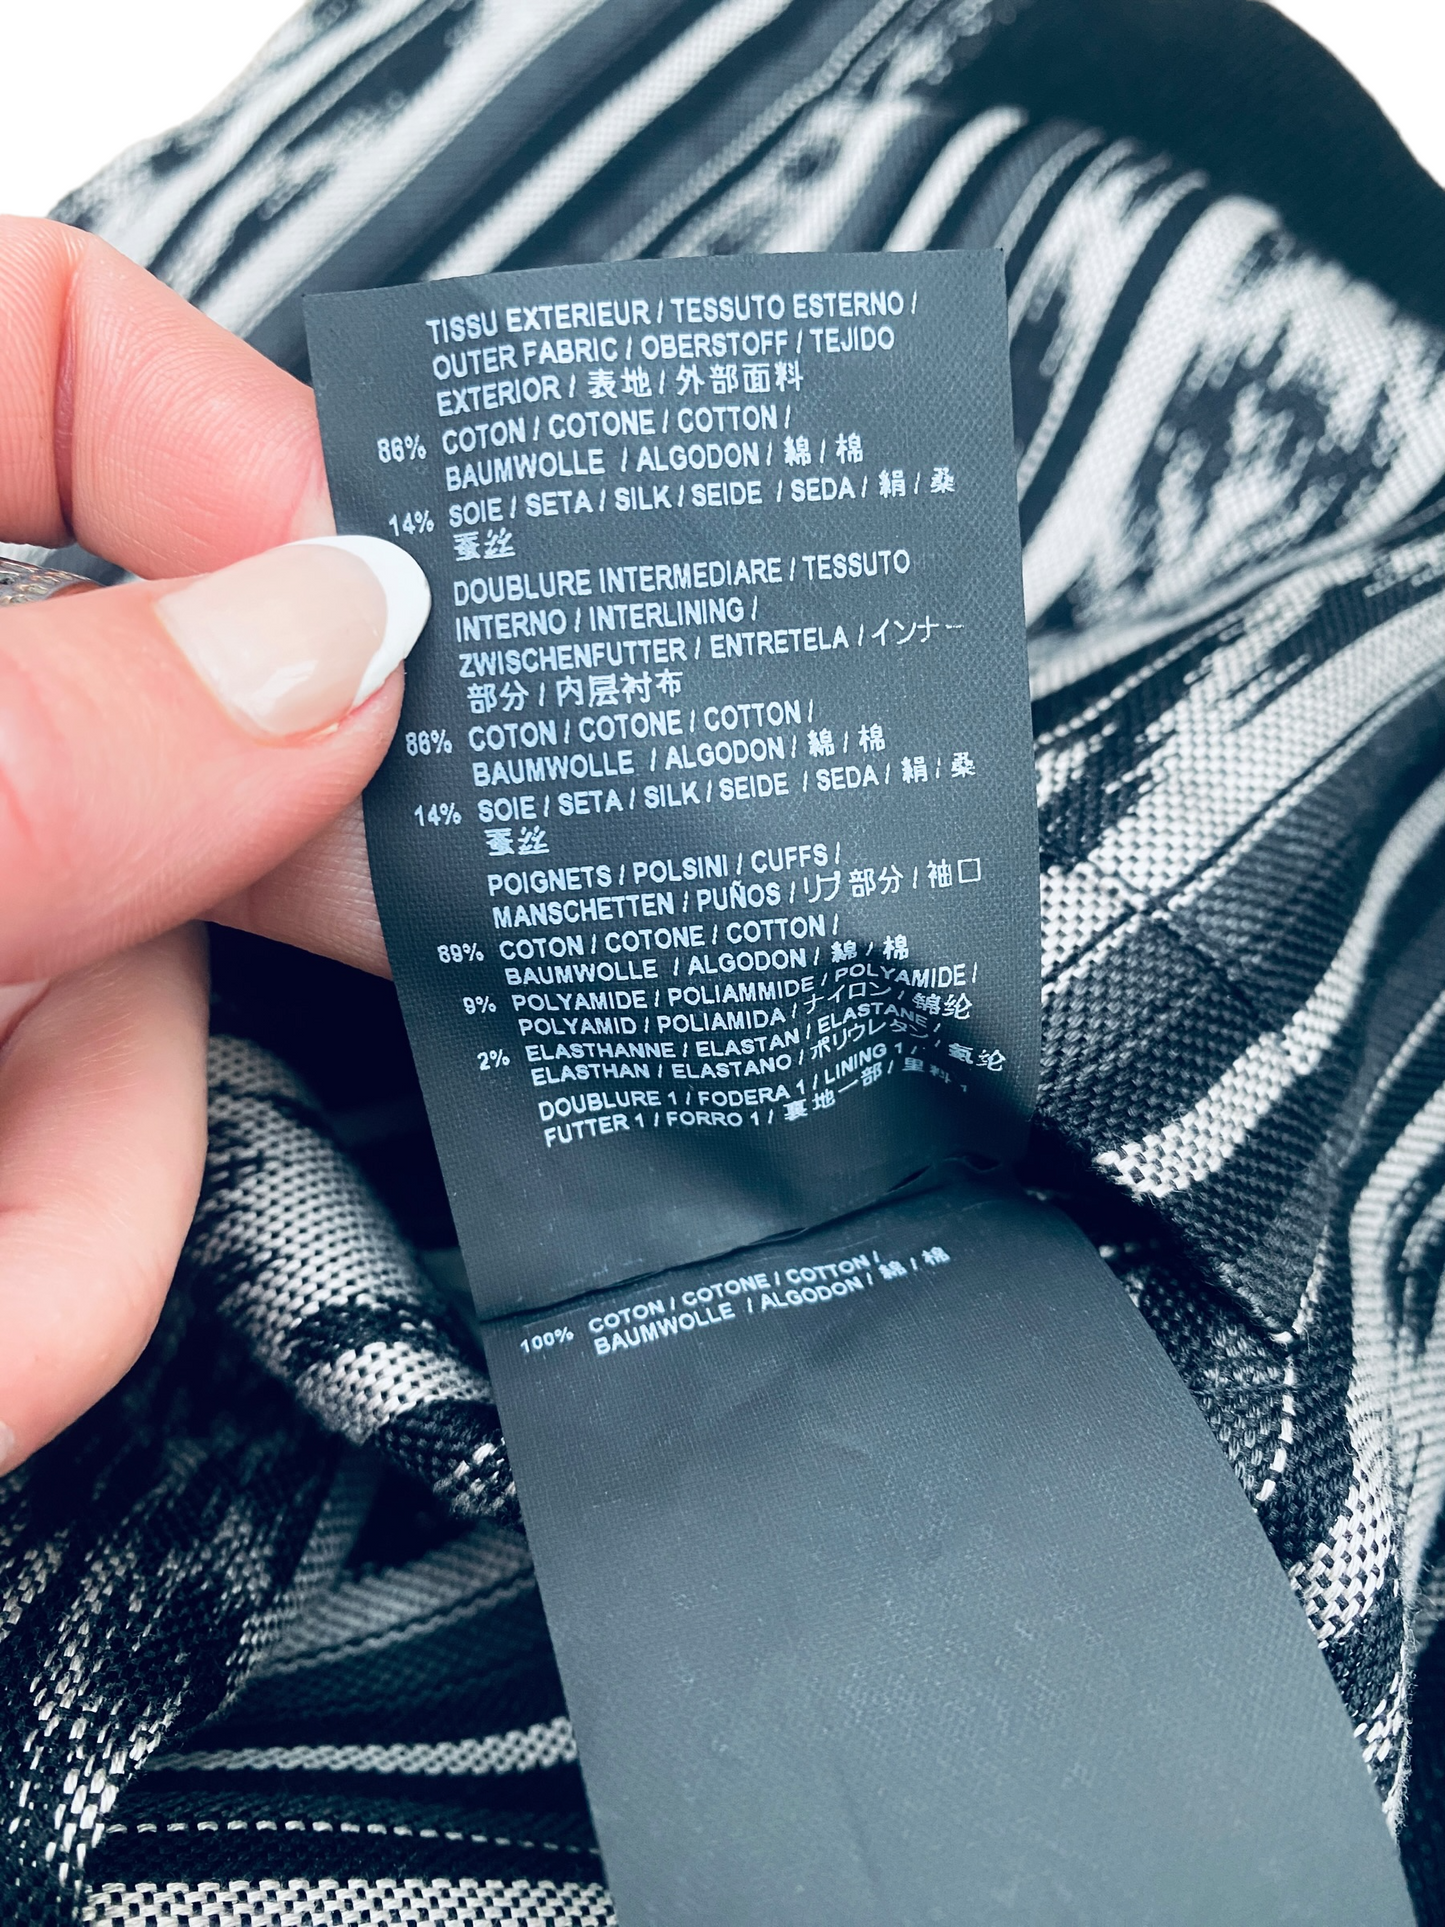 TISSU EXTERIEUR / TESSUTO ESTERNO /
OUTER FABRIC / OBERSTOFF / TEJIDO
EXTERIOR / 表地 / 外部面料
86% COTON / COTONE / COTTON /
BAUMWOLLE / ALGODON / 綿 / 棉
14% SOIE / SETA / SILK / SEIDE / SEDA / 絹 / 桑
蚕丝
DOUBLURE INTERMEDIARE / TESSUTO
INTERNO / INTERLINING /
ZWISCHENFUTTER / ENTRETELA / インナー
部分 / 内层衬布
86% COTON / COTONE / COTTON /
BAUMWOLLE / ALGODON / 綿 / 棉
14% SOIE / SETA / SILK / SEIDE / SEDA / 絹 / 桑
蚕丝
POIGNETS / POLSINI / CUFFS /
MANSCHETTEN / PUÑOS / リブ部分 / 袖口
89% COTON / COTONE / COTTON /
BAUMWOLLE / ALGODON / 綿 / 棉
9% POLYAMIDE / POLIAMMIDE / POLYAMIDE /
POLYAMID / POLIAMIDA / ナイロン / 锦纶
2% ELASTHANNE / ELASTAN / ELASTANE /
ELASTHAN / ELASTANO / ポリウレタン / 氨纶
DOUBLURE 1 / FODERA 1 / LINING 1 /
FUTTER 1 / FORRO 1 / 裏地一部 / 里料 1
100% COTON / COTONE / COTTON /
BAUMWOLLE / ALGODON / 綿 / 棉